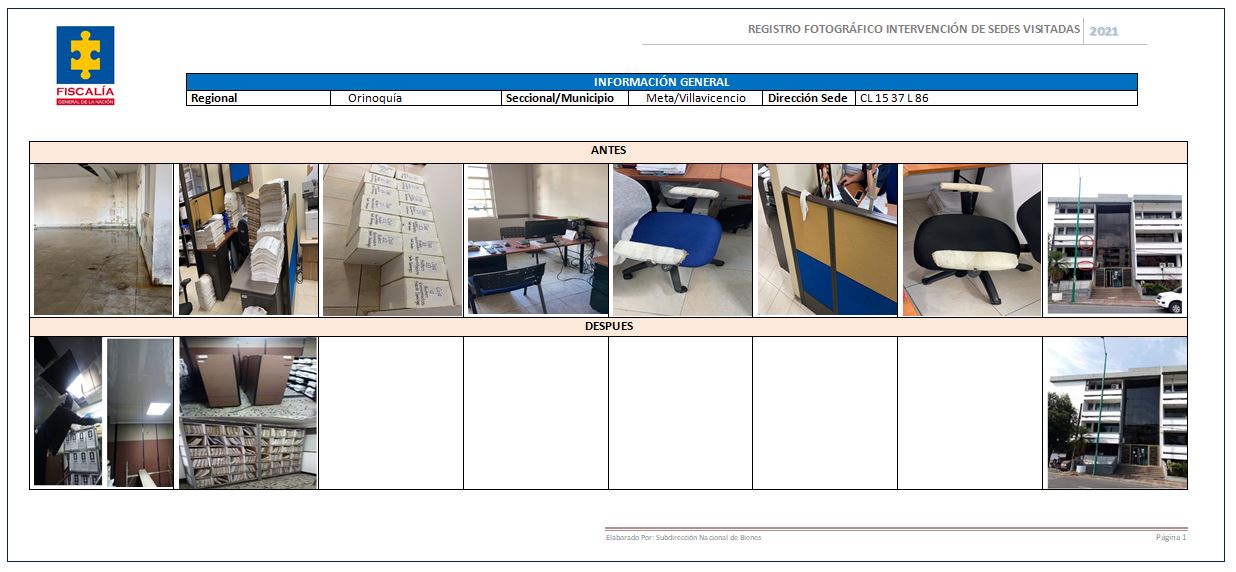 REGISTRO FOTOGRÁFICO INTERVENCIÓN DE SEDES VISITADAS 2021
FISCALÍA
GENERAL DE LA NACIÓN
INFORMACIÓN GENERAL
Regional Orinoquía Seccional/Municipio Meta/Villavicencio Dirección Sede CL 15 37 L 86
ANTES
DESPUES
Elaborado Por: Subdirección Nacional de Bienes Página 1